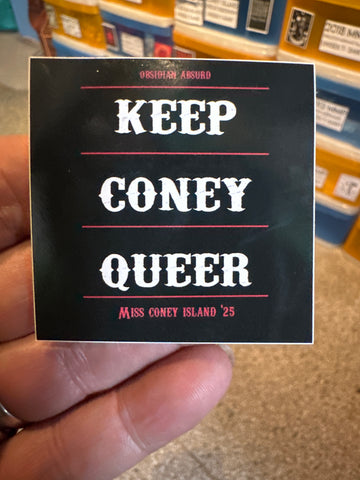 OBSIDIAN ABSURD
KEEP
CONEY
QUEER
MISS CONEY ISLAND '25